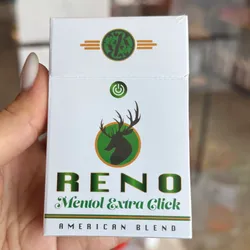 RENO
Mentol Extra Click
AMERICAN BLEND